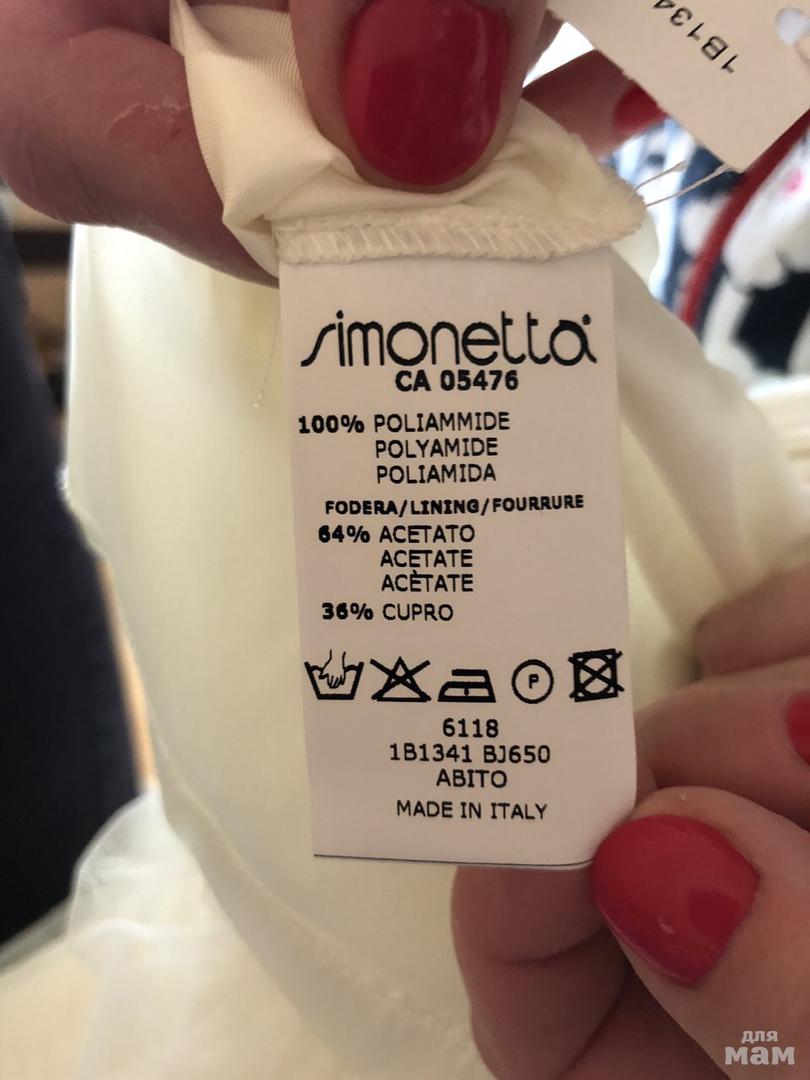 1B134
simonetta®
CA 05476
100% POLIAMMIDE
POLYAMIDE
POLIAMIDA
FODERA/LINING/FOURRURE
64% ACETATO
ACETATE
ACÈTATE
36% CUPRO
P
6118
1B1341 BJ650
ABITO
MADE IN ITALY
для
мам